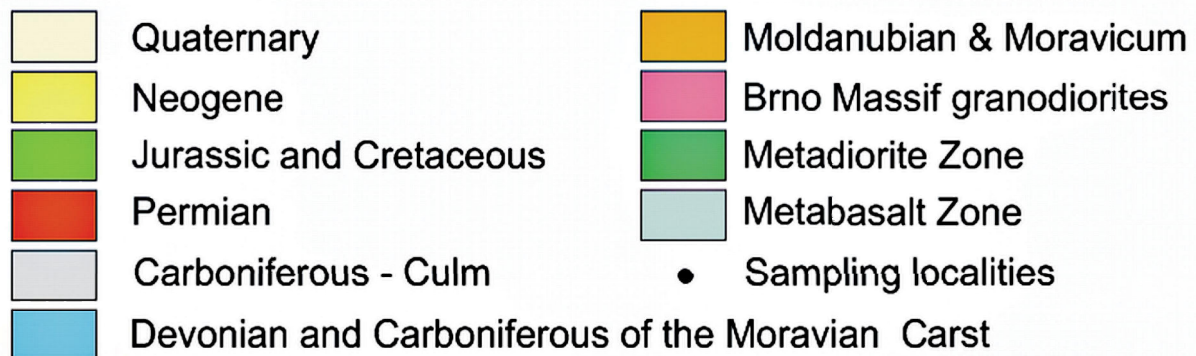 Quaternary
Neogene
Jurassic and Cretaceous
Permian
Carboniferous - Culm
Devonian and Carboniferous of the Moravian Carst
Moldanubian & Moravicum
Brno Massif granodiorites
Metadiorite Zone
Metabasalt Zone
Sampling localities